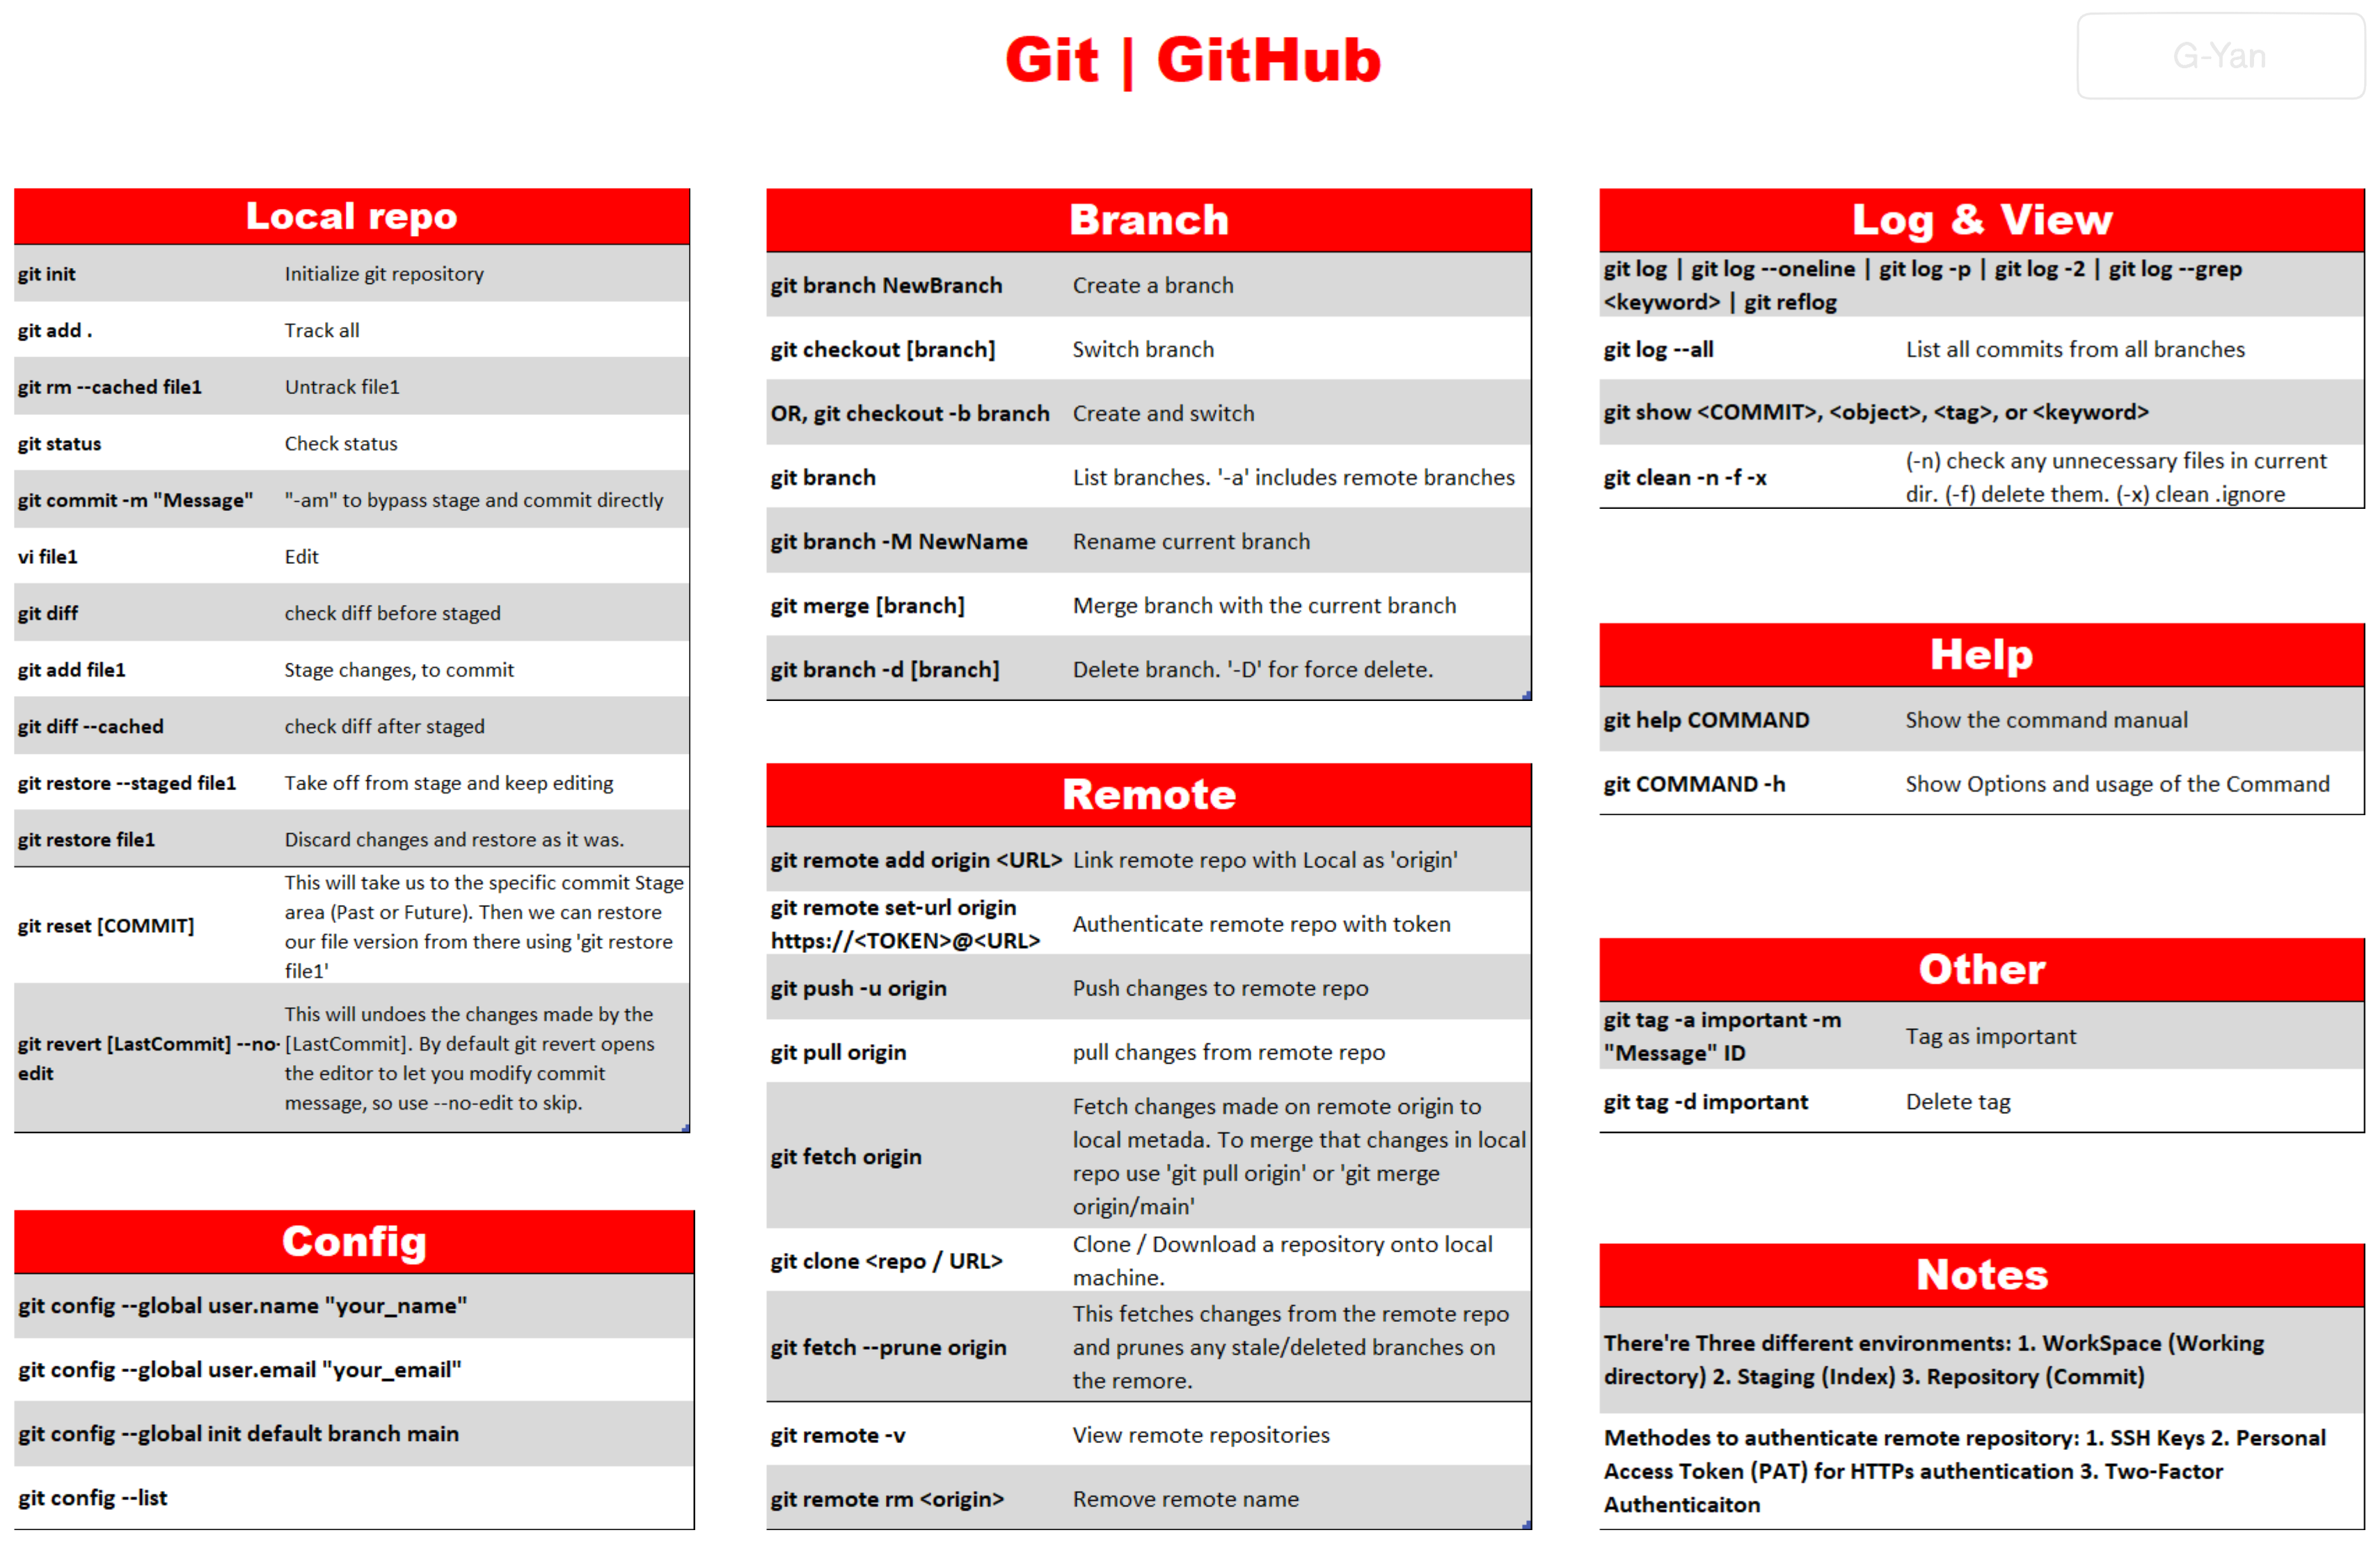 Git | GitHub
G-Yan
Local repo
git init Initialize git repository
git add . Track all
git rm --cached file1 Untrack file1
git status Check status
git commit -m "Message" "-am" to bypass stage and commit directly
vi file1 Edit
git diff check diff before staged
git add file1 Stage changes, to commit
git diff --cached check diff after staged
git restore --staged file1 Take off from stage and keep editing
git restore file1 Discard changes and restore as it was.
git reset [COMMIT]
This will take us to the specific commit Stage
area (Past or Future). Then we can restore
our file version from there using 'git restore
file1'
git revert [LastCommit] --no-
edit
This will undoes the changes made by the
[LastCommit]. By default git revert opens
the editor to let you modify commit
message, so use --no-edit to skip.
Config
git config --global user.name "your_name"
git config --global user.email "your_email"
git config --global init default branch main
git config --list
Branch
git branch NewBranch Create a branch
git checkout [branch] Switch branch
OR, git checkout -b branch Create and switch
git branch List branches. '-a' includes remote branches
git branch -M NewName Rename current branch
git merge [branch] Merge branch with the current branch
git branch -d [branch] Delete branch. '-D' for force delete.
Remote
git remote add origin <URL> Link remote repo with Local as 'origin'
git remote set-url origin
https://<TOKEN>@<URL>
Authenticate remote repo with token
git push -u origin Push changes to remote repo
git pull origin pull changes from remote repo
git fetch origin
Fetch changes made on remote origin to
local metada. To merge that changes in local
repo use 'git pull origin' or 'git merge
origin/main'
git clone <repo / URL>
Clone / Download a repository onto local
machine.
git fetch --prune origin
This fetches changes from the remote repo
and prunes any stale/deleted branches on
the remore.
git remote -v View remote repositories
git remote rm <origin> Remove remote name
Log & View
git log | git log --oneline | git log -p | git log -2 | git log --grep
<keyword> | git reflog
git log --all List all commits from all branches
git show <COMMIT>, <object>, <tag>, or <keyword>
git clean -n -f -x
(-n) check any unnecessary files in current
dir. (-f) delete them. (-x) clean .ignore
Help
git help COMMAND Show the command manual
git COMMAND -h Show Options and usage of the Command
Other
git tag -a important -m
"Message" ID
Tag as important
git tag -d important Delete tag
Notes
There're Three different environments: 1. WorkSpace (Working
directory) 2. Staging (Index) 3. Repository (Commit)
Methodes to authenticate remote repository: 1. SSH Keys 2. Personal
Access Token (PAT) for HTTPs authentication 3. Two-Factor
Authenticaiton